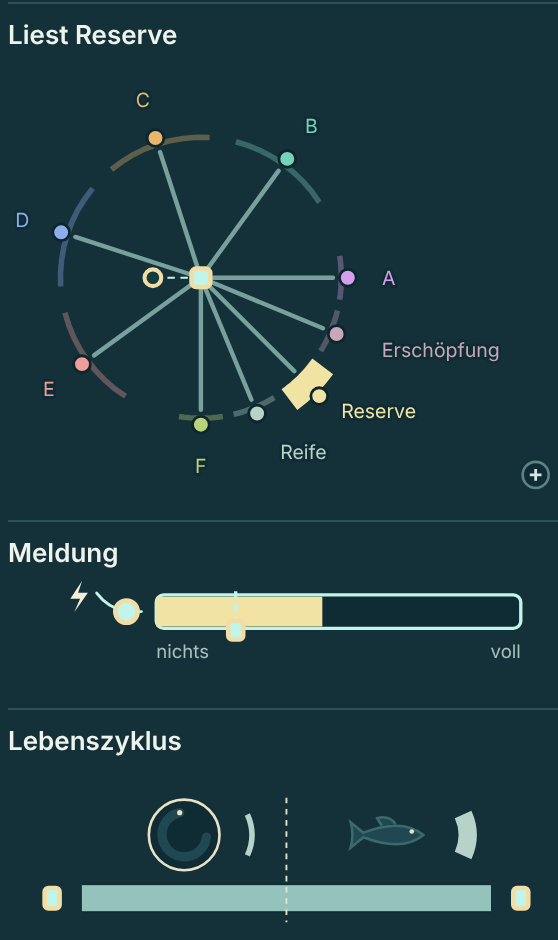 Liest Reserve
C
B
D
A
Erschöpfung
E
Reserve
Reife
F
Meldung
nichts
voll
Lebenszyklus